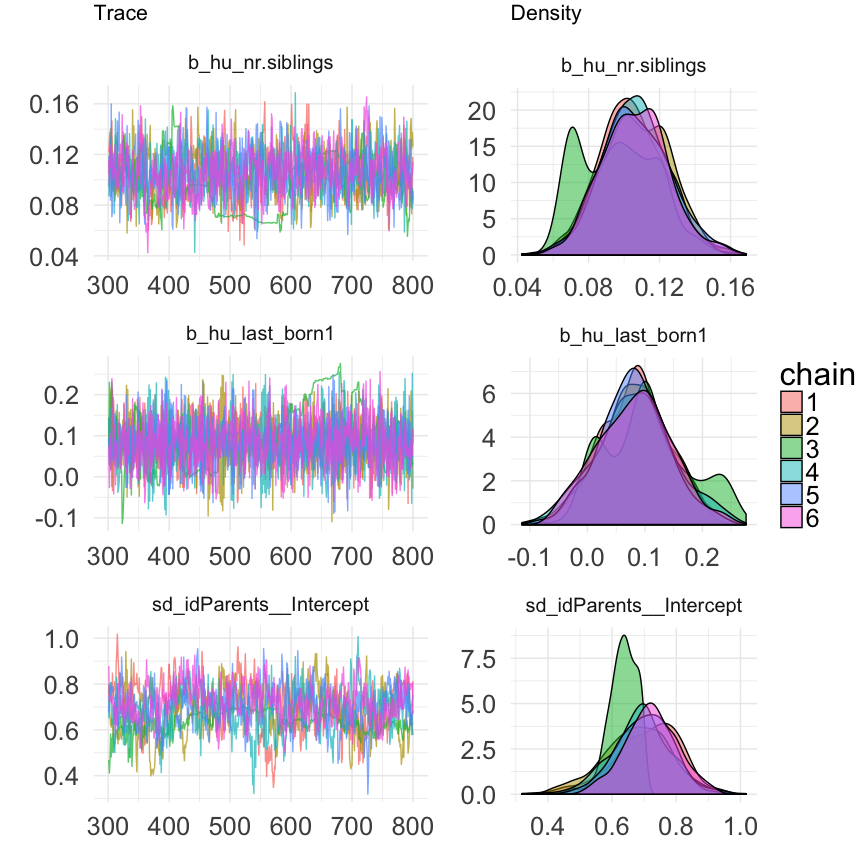 Trace Density
b_hu_nr.siblings b_hu_nr.siblings
0.16
0.12
0.08
0.04
300 400 500 600 700 800
20
15
10
5
0
0.04 0.08 0.12 0.16
b_hu_last_born1 b_hu_last_born1
0.2
0.1
0.0
-0.1
300 400 500 600 700 800
6
4
2
0
-0.1 0.0 0.1 0.2
sd_idParents__Intercept sd_idParents__Intercept
1.0
0.8
0.6
0.4
300 400 500 600 700 800
7.5
5.0
2.5
0.0
0.4 0.6 0.8 1.0
chain
1
2
3
4
5
6